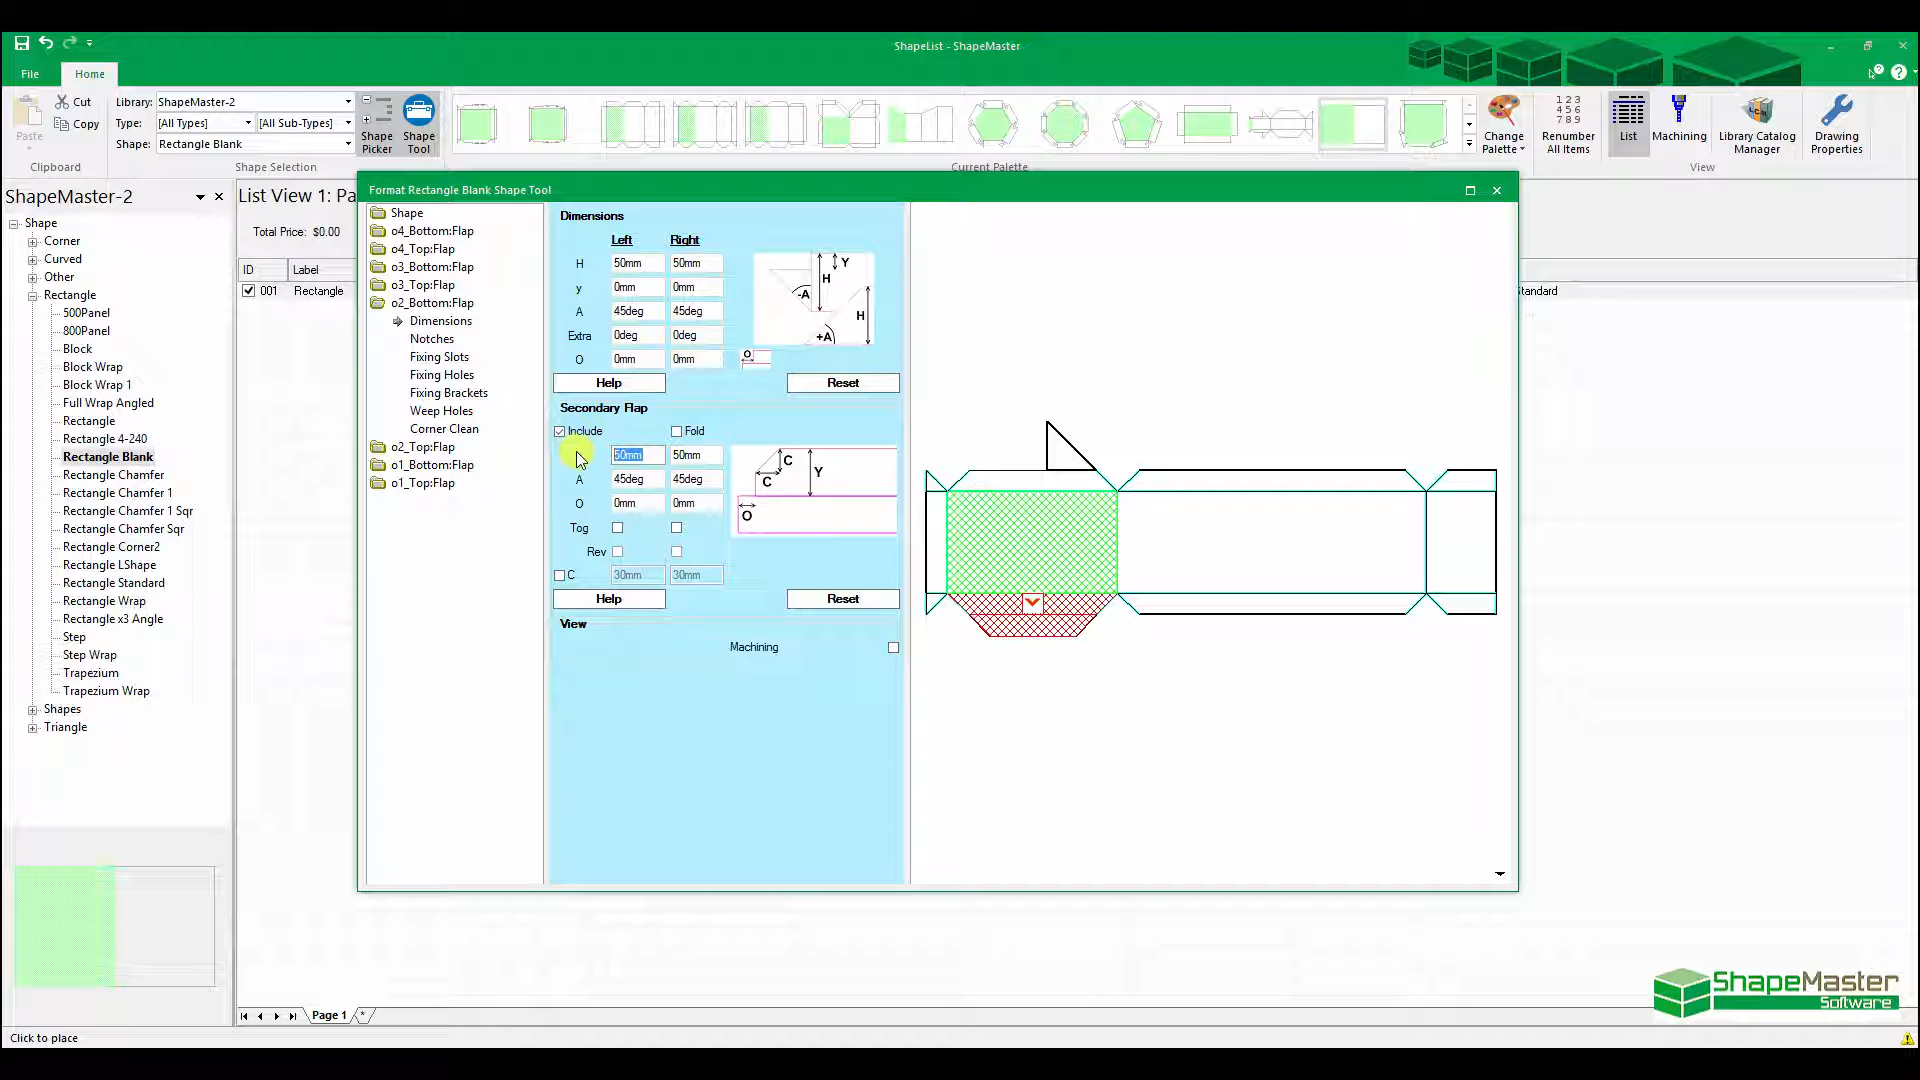 ShapeList - ShapeMaster
File
Home
Paste
Cut
Copy
Clipboard
Library:
ShapeMaster-2
Type:
[All Types]
[All Sub-Types]
Shape:
Rectangle Blank
Shape Picker
Shape Tool
Shape Selection
Current Palette
Change Palette
1 2 3
4 5 6
7 8 9
Renumber All Items
List
Machining
Library Catalog Manager
Drawing Properties
View
ShapeMaster-2
Shape
Corner
Curved
Other
Rectangle
500Panel
800Panel
Block
Block Wrap
Block Wrap 1
Full Wrap Angled
Rectangle
Rectangle 4-240
Rectangle Blank
Rectangle Chamfer
Rectangle Chamfer 1
Rectangle Chamfer 1 Sqr
Rectangle Chamfer Sqr
Rectangle Corner2
Rectangle LShape
Rectangle Standard
Rectangle Wrap
Rectangle x3 Angle
Step
Step Wrap
Trapezium
Trapezium Wrap
Shapes
Triangle
List View 1: Pa
Total Price: $0.00
ID
Label
001
Rectangle
Standard
Format Rectangle Blank Shape Tool
Shape
o4_Bottom:Flap
o4_Top:Flap
o3_Bottom:Flap
o3_Top:Flap
o2_Bottom:Flap
Dimensions
Notches
Fixing Slots
Fixing Holes
Fixing Brackets
Weep Holes
Corner Clean
o2_Top:Flap
o1_Bottom:Flap
o1_Top:Flap
Dimensions
Left Right
H 50mm 50mm
y 0mm 0mm
A 45deg 45deg
Extra 0deg 0deg
O 0mm 0mm
Y
H
-A
H
+A
O
Help
Reset
Secondary Flap
Include
Fold
50mm 50mm
A 45deg 45deg
O 0mm 0mm
Tog
Rev
C 30mm 30mm
C
C
Y
O
Help
Reset
View
Machining
Page 1
*
Click to place
ShapeMaster
Software